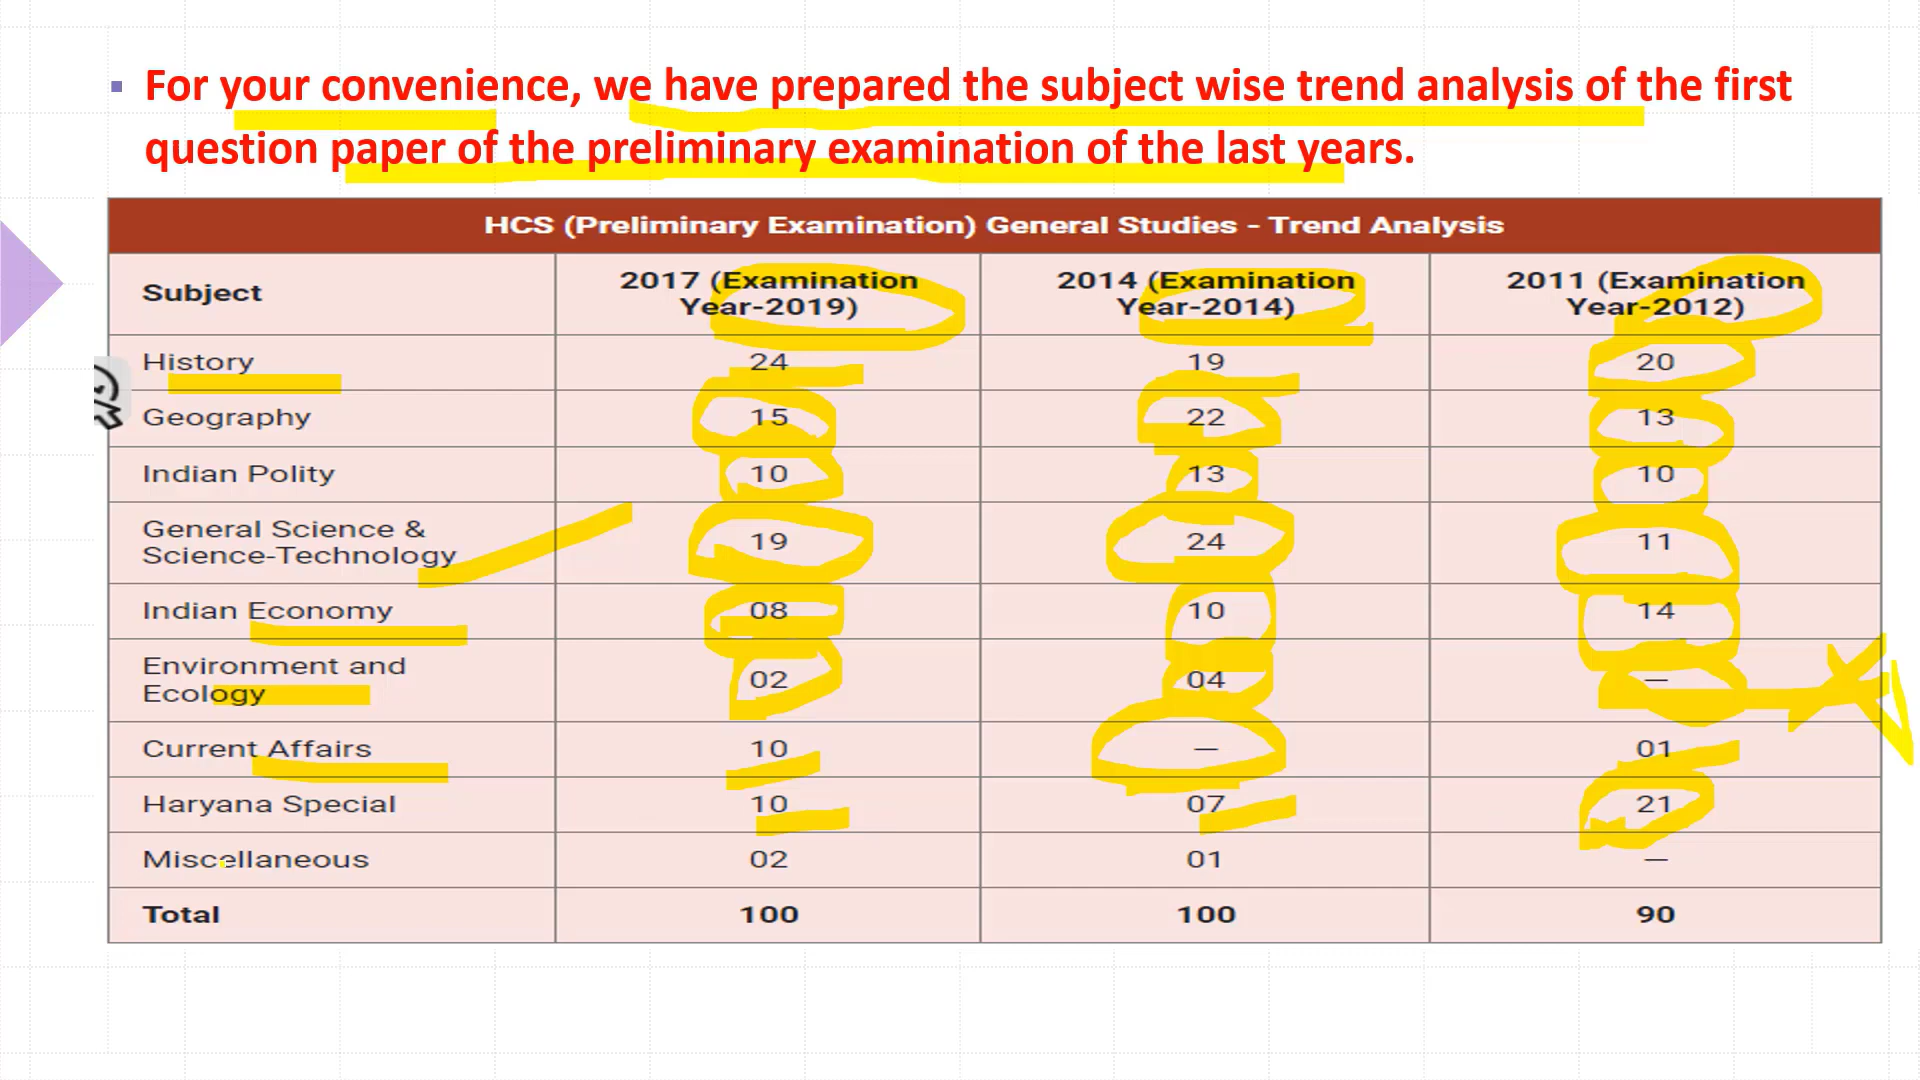 For your convenience, we have prepared the subject wise trend analysis of the first
question paper of the preliminary examination of the last years.
HCS (Preliminary Examination) General Studies - Trend Analysis
Subject
2017 (Examination
Year-2019)
2014 (Examination
Year-2014)
2011 (Examination
Year-2012)
History 24 19 20
Geography 15 22 13
Indian Polity 10 13 10
General Science &
Science-Technology 19 24 11
Indian Economy 08 10 14
Environment and
Ecology 02 04 —
Current Affairs 10 — 01
Haryana Special 10 07 21
Miscellaneous 02 01 —
Total 100 100 90